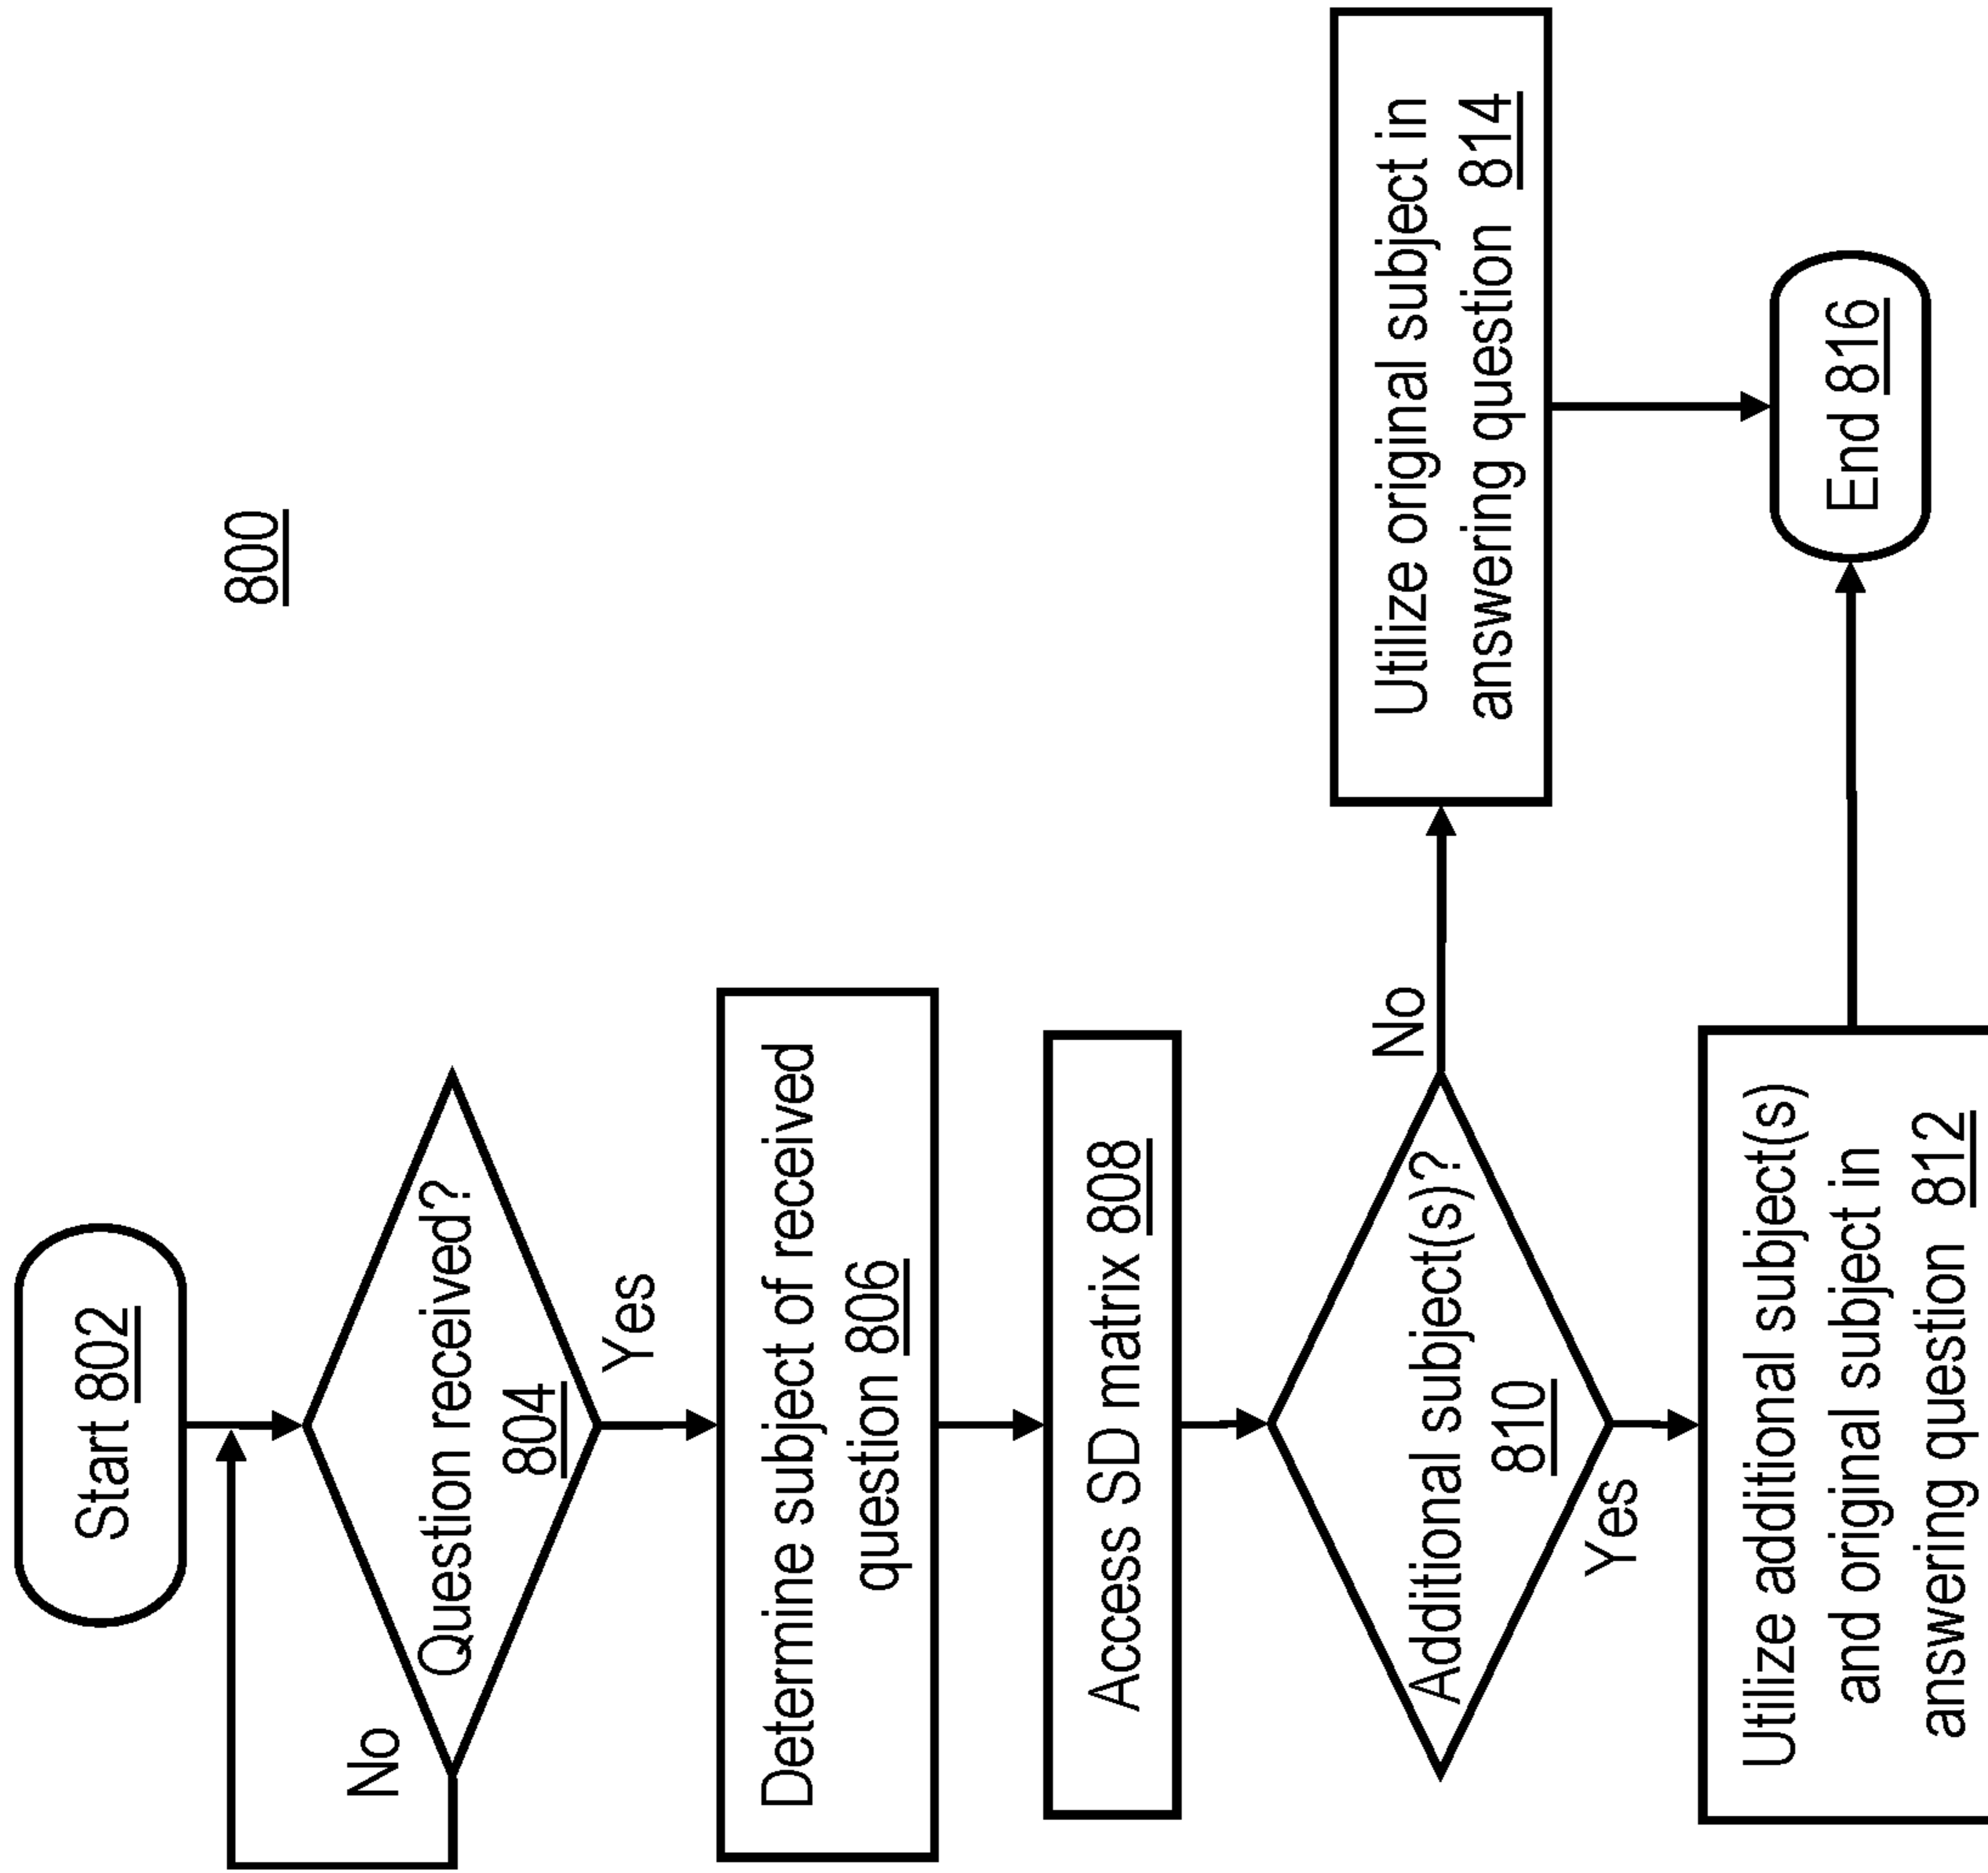 800
Start 802
No
Question received?
804
Yes
Determine subject of received
question 806
Access SD matrix 808
Additional subject(s)?
810
No
Yes
Utilize original subject in
answering question 814
Utilize additional subject(s)
and original subject in
answering question 812
End 816